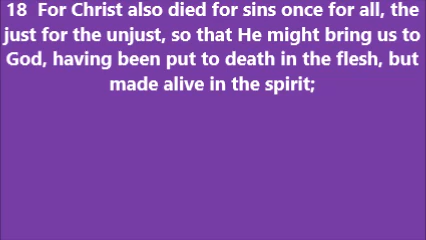 18 For Christ also died for sins once for all, the
just for the unjust, so that He might bring us to
God, having been put to death in the flesh, but
made alive in the spirit;